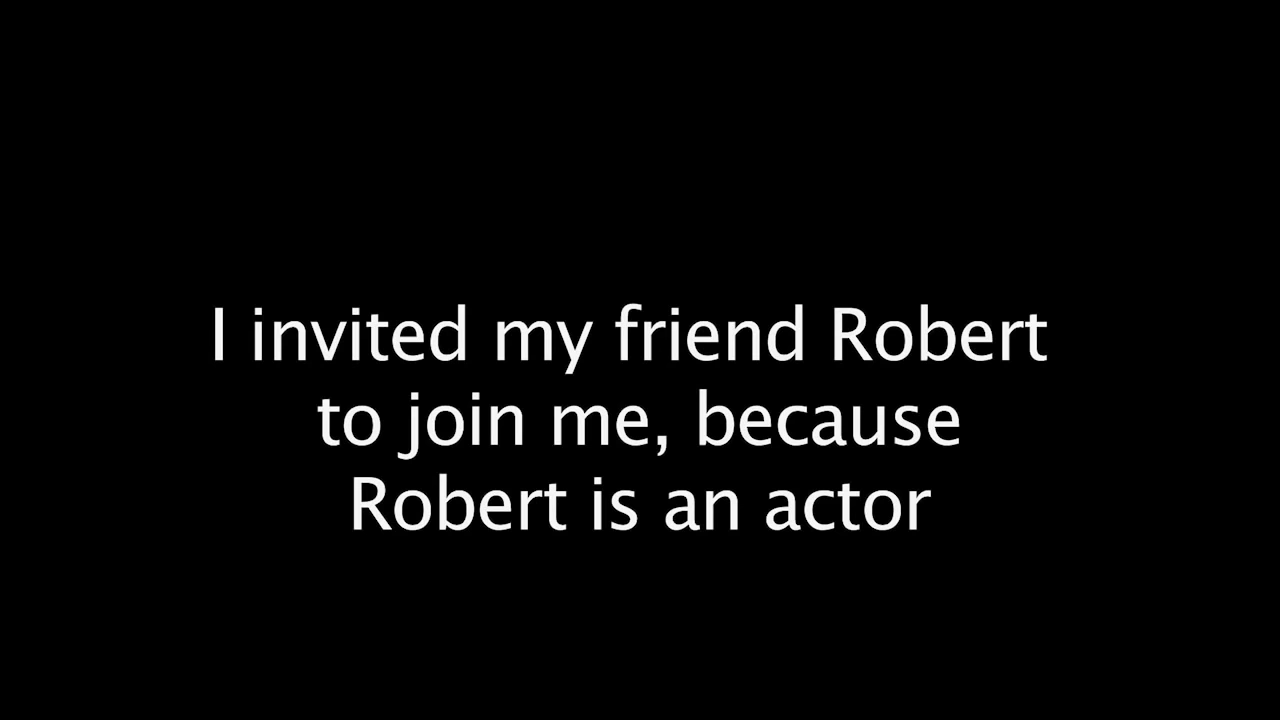 I invited my friend Robert
to join me, because
Robert is an actor